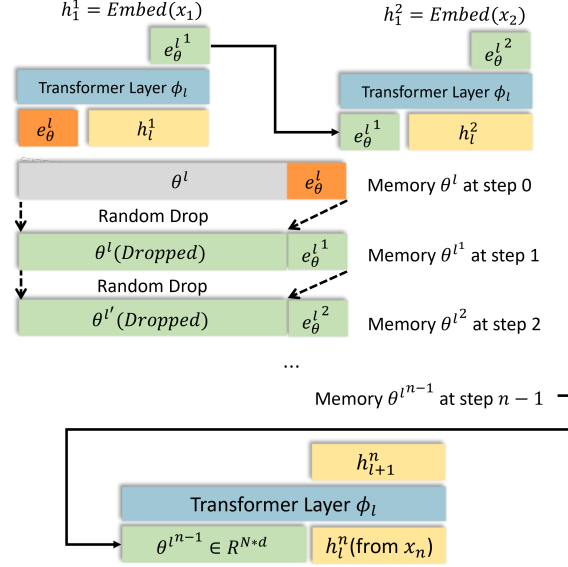 h_1^1 = Embed(x_1)
h_1^2 = Embed(x_2)
e_θ^{l^1}
e_θ^{l^2}
Transformer Layer ϕ_l
Transformer Layer ϕ_l
e_θ^l
h_l^1
e_θ^{l^1}
h_l^2
θ^l
e_θ^l
Memory θ^l at step 0
Random Drop
θ^l(Dropped)
e_θ^{l^1}
Memory θ^{l^1} at step 1
Random Drop
θ^{l'}(Dropped)
e_θ^{l^2}
Memory θ^{l^2} at step 2
...
Memory θ^{l^{n-1}} at step n − 1
h_{l+1}^n
Transformer Layer ϕ_l
θ^{l^{n-1}} ∈ R^{N*d}
h_l^n(from x_n)